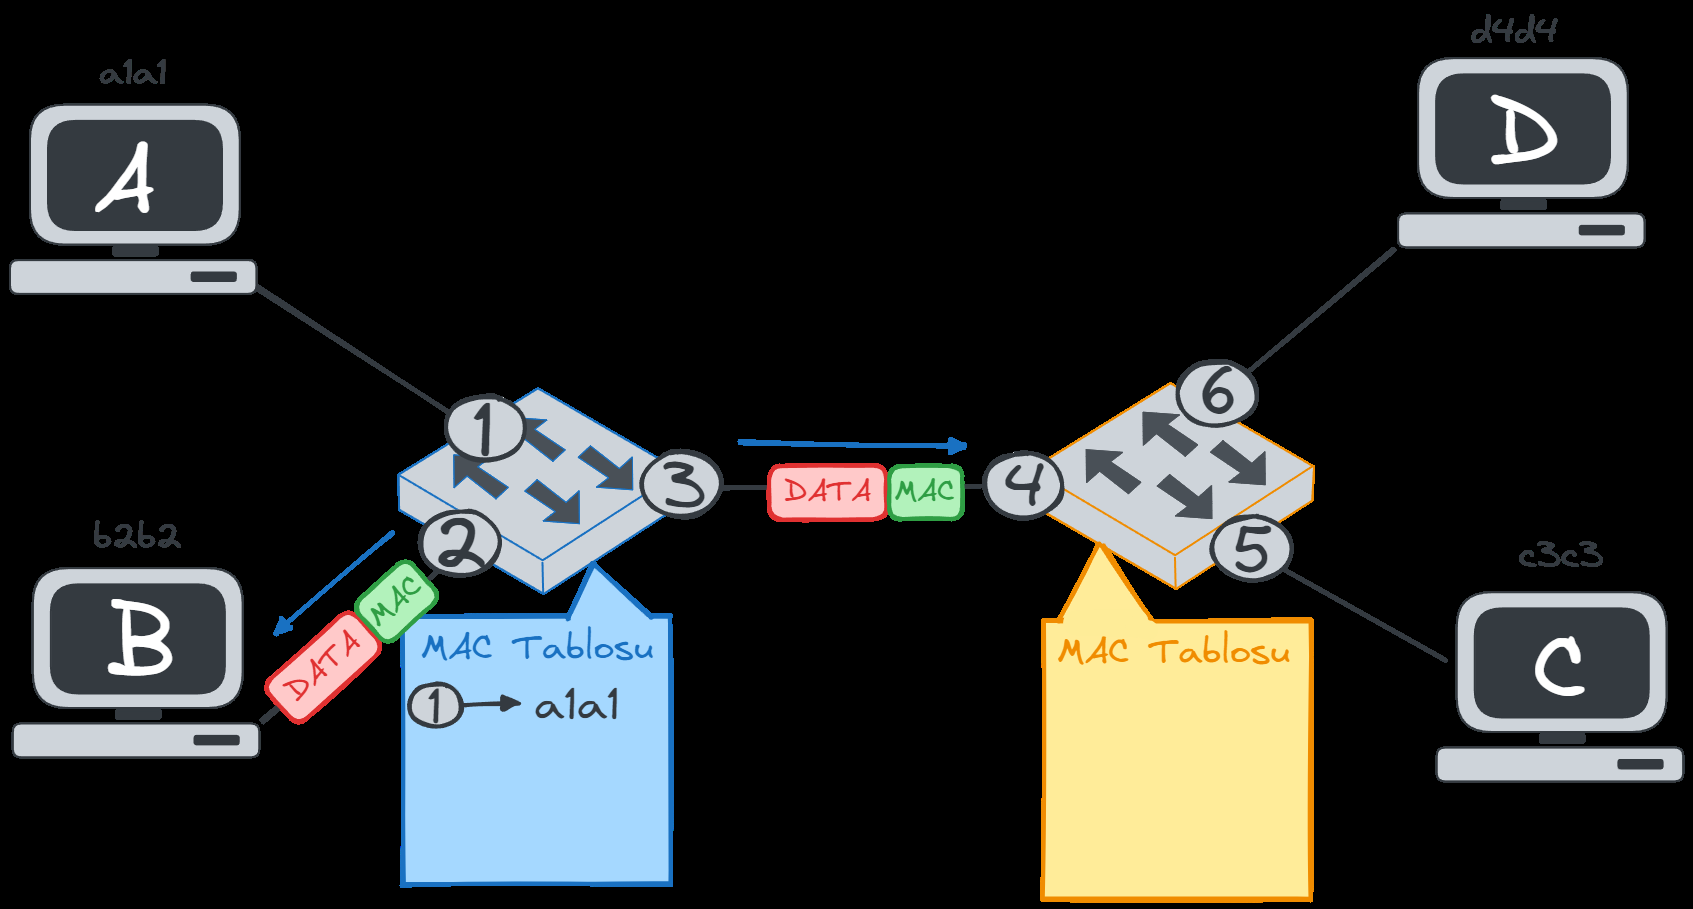 d4d4
a1a1
D
A
6
1
3
DATA MAC
4
2
5
b2b2
c3c3
MAC
DATA
B
C
MAC Tablosu
1 a1a1
MAC Tablosu